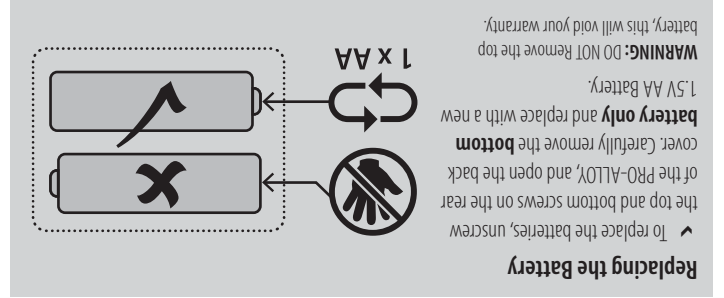 Replacing the Battery
✓ To replace the batteries, unscrew
the top and bottom screws on the rear
of the PRO-ALLOY, and open the back
cover. Carefully remove the bottom
battery only and replace with a new
1.5V AA Battery.
WARNING: DO NOT Remove the top
battery, this will void your warranty.
1 x AA